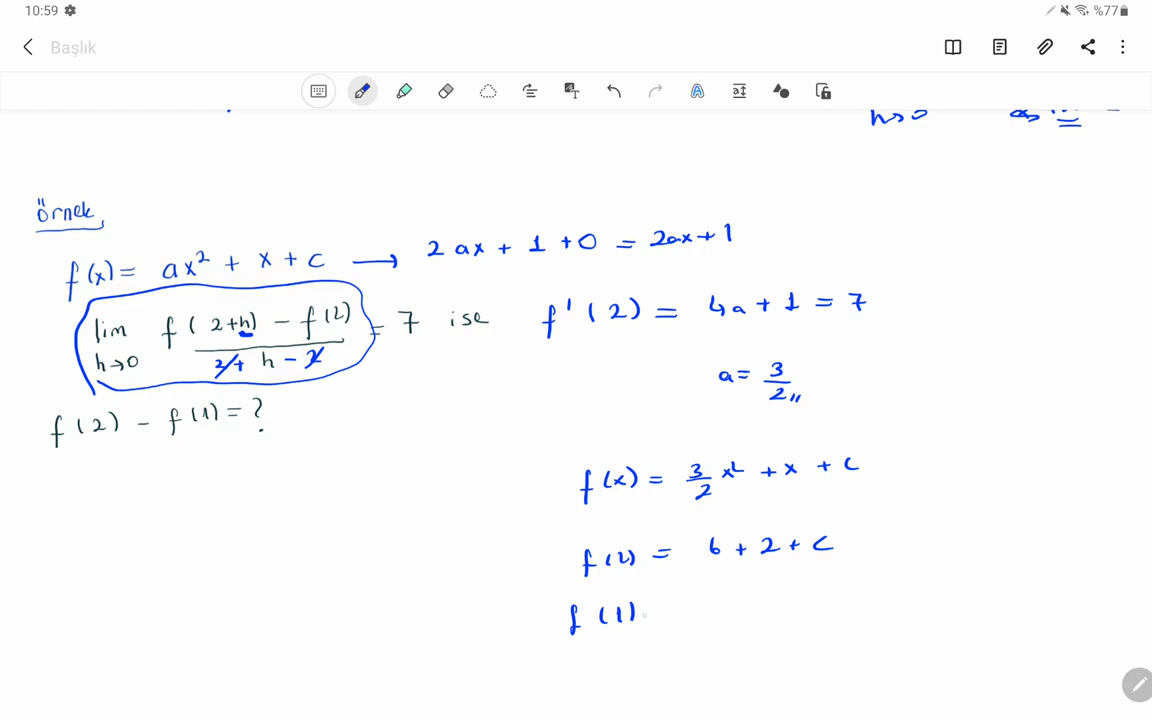 10:59
%77
Başlık
h→0
Örnek,
f(x) = ax² + x + c → 2ax + 1 + 0 = 2ax + 1
lim f(2+h) - f(2) = 7 ise f'(2) = 4a + 1 = 7
h→0 2 + h - 2
a = 3/2 ,,
f(2) - f(1) = ?
f(x) = 3/2 x² + x + c
f(2) = 6 + 2 + c
f(1)